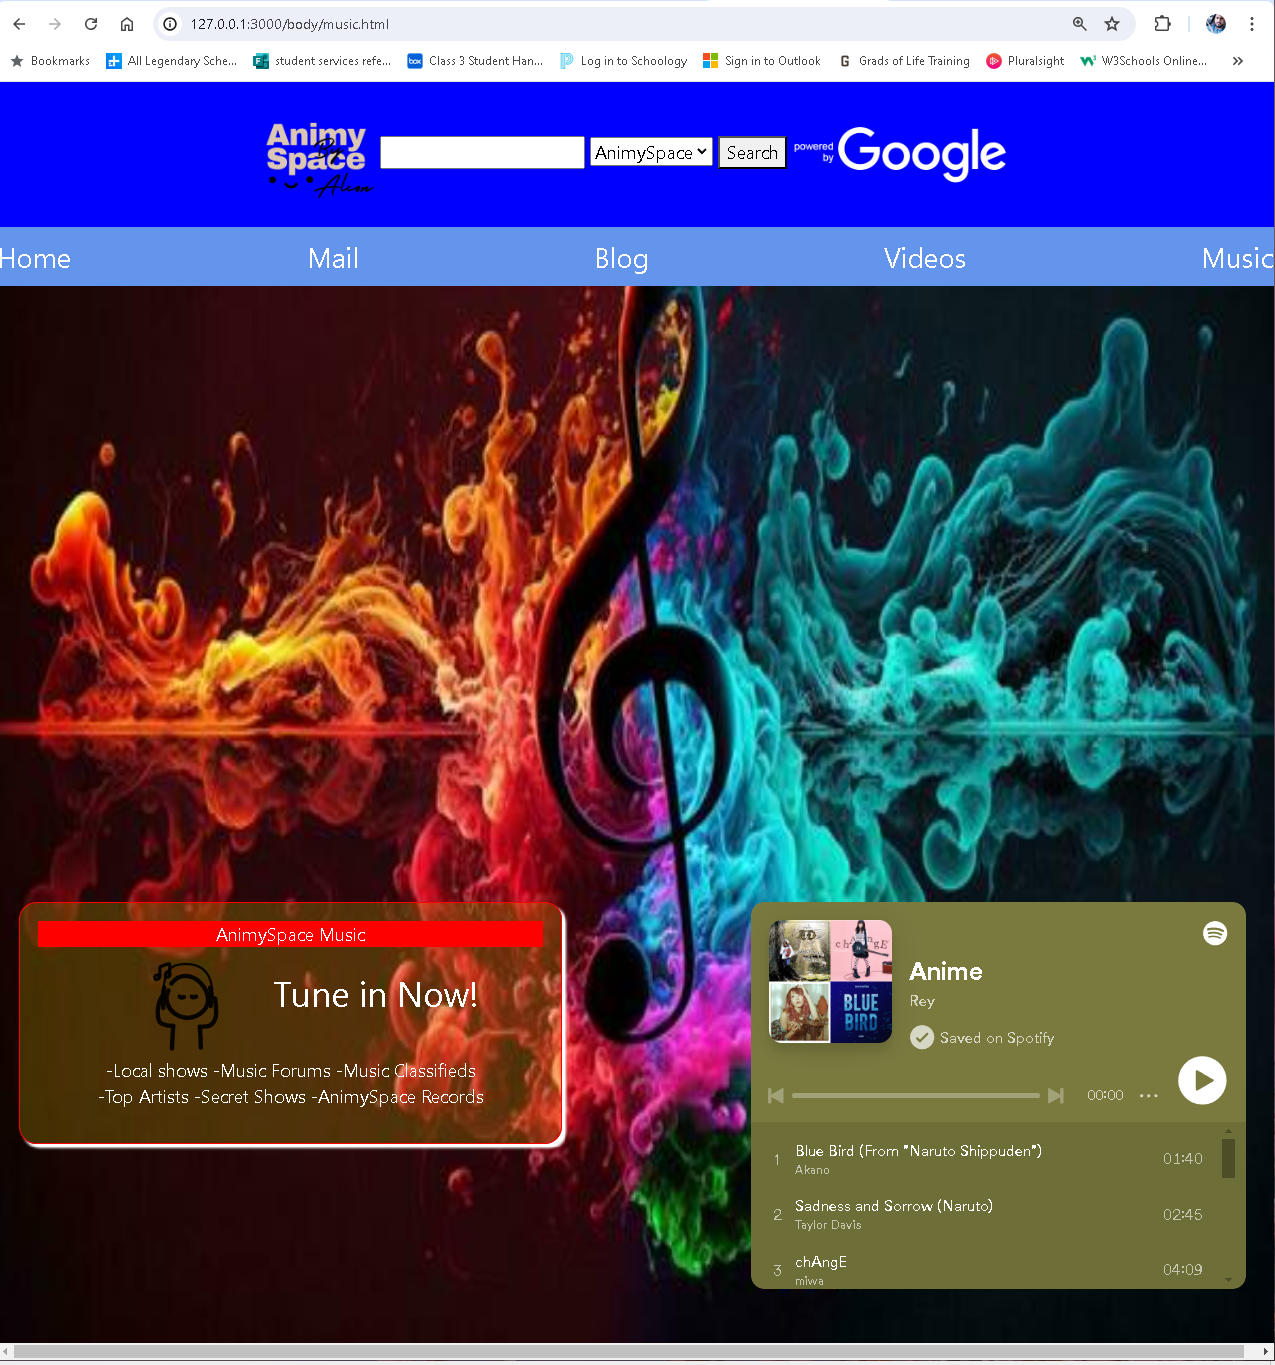 127.0.0.1:3000/body/music.html
Bookmarks All Legendary Sche... student services refe... Class 3 Student Han... Log in to Schoology Sign in to Outlook Grads of Life Training Pluralsight W3Schools Online...
Animy
Space
By
Alexis
AnimySpace Search powered by Google
Home Mail Blog Videos Music
AnimySpace Music
Tune in Now!
-Local shows -Music Forums -Music Classifieds
-Top Artists -Secret Shows -AnimySpace Records
chAngE
BLUE
BIRD
Anime
Rey
Saved on Spotify
00:00
1 Blue Bird (From "Naruto Shippuden") 01:40
Akano
2 Sadness and Sorrow (Naruto) 02:45
Taylor Davis
3 chAngE 04:09
miwa